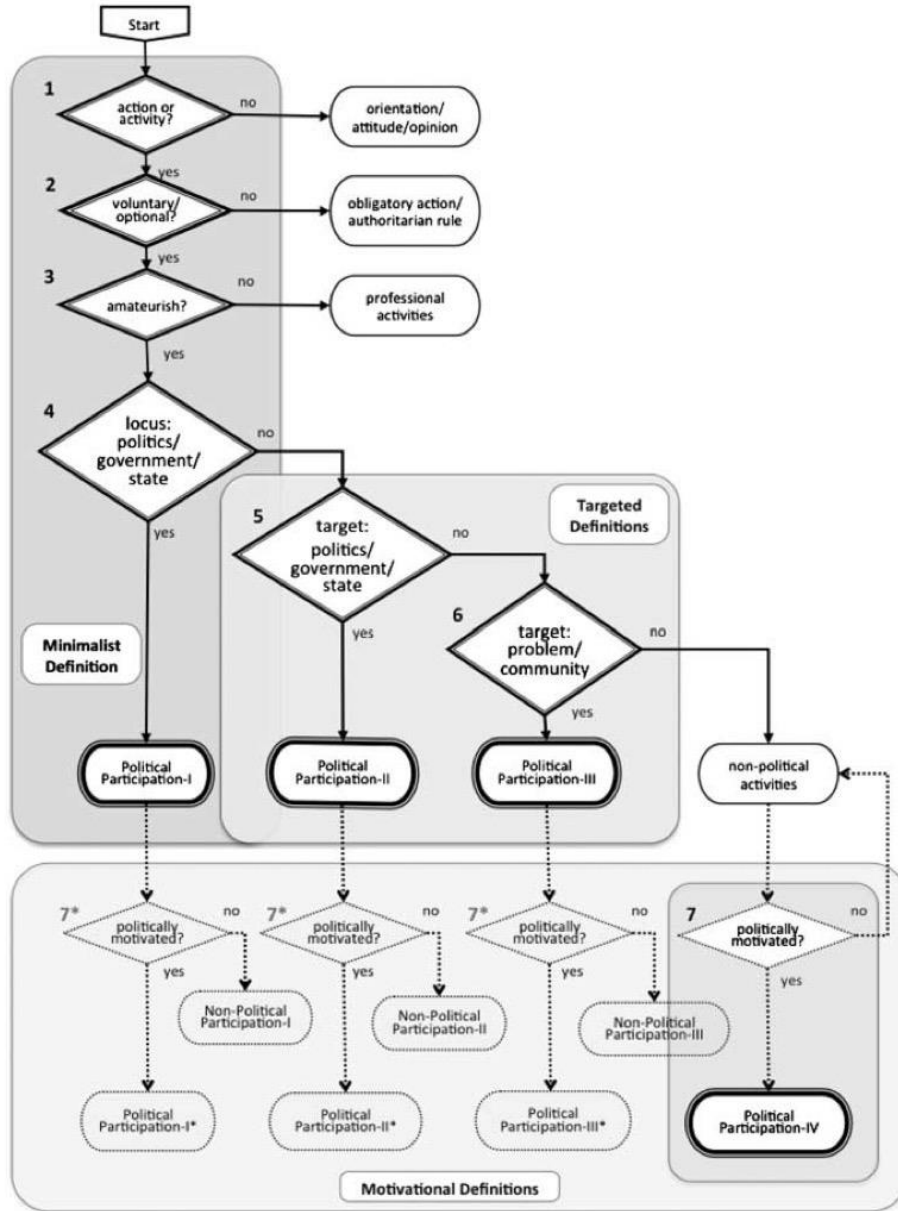 Start
1
action or
activity?
no
orientation/
attitude/opinion
yes
2
voluntary/
optional?
no
obligatory action/
authoritarian rule
yes
3
amateurish?
no
professional
activities
yes
4
locus:
politics/
government/
state
no
yes
5
target:
politics/
government/
state
no
Targeted
Definitions
yes
6
target:
problem/
community
no
yes
Minimalist
Definition
Political
Participation-I
Political
Participation-II
Political
Participation-III
non-political
activities
7*
politically
motivated?
no
yes
Non-Political
Participation-I
7*
politically
motivated?
no
yes
Non-Political
Participation-II
7*
politically
motivated?
no
yes
Non-Political
Participation-III
7
politically
motivated?
no
yes
Political
Participation-I*
Political
Participation-II*
Political
Participation-III*
Political
Participation-IV
Motivational Definitions